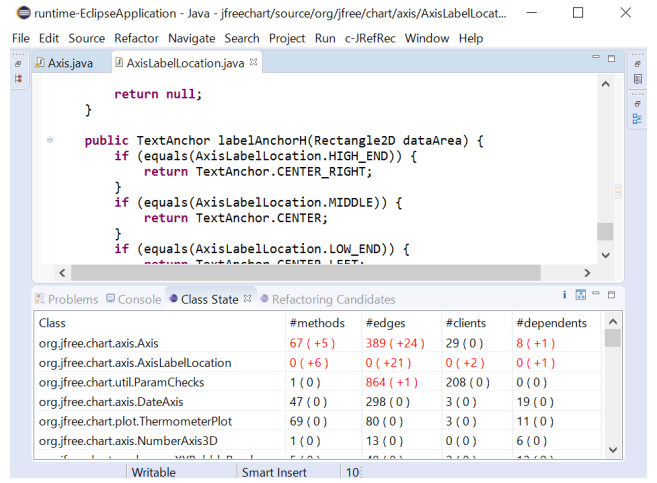 runtime-EclipseApplication - Java - jfreechart/source/org/jfree/chart/axis/AxisLabelLocat...
File Edit Source Refactor Navigate Search Project Run c-JRefRec Window Help
Axis.java AxisLabelLocation.java
return null;
}
public TextAnchor labelAnchorH(Rectangle2D dataArea) {
if (equals(AxisLabelLocation.HIGH_END)) {
return TextAnchor.CENTER_RIGHT;
}
if (equals(AxisLabelLocation.MIDDLE)) {
return TextAnchor.CENTER;
}
if (equals(AxisLabelLocation.LOW_END)) {
return TextAnchor.CENTER_LEFT;
Problems Console Class State Refactoring Candidates
Class #methods #edges #clients #dependents
org.jfree.chart.axis.Axis 67 ( +5 ) 389 ( +24 ) 29 ( 0 ) 8 ( +1 )
org.jfree.chart.axis.AxisLabelLocation 0 ( +6 ) 0 ( +21 ) 0 ( +2 ) 0 ( +1 )
org.jfree.chart.util.ParamChecks 1 ( 0 ) 864 ( +1 ) 208 ( 0 ) 0 ( 0 )
org.jfree.chart.axis.DateAxis 47 ( 0 ) 298 ( 0 ) 3 ( 0 ) 19 ( 0 )
org.jfree.chart.plot.ThermometerPlot 69 ( 0 ) 80 ( 0 ) 3 ( 0 ) 11 ( 0 )
org.jfree.chart.axis.NumberAxis3D 1 ( 0 ) 13 ( 0 ) 0 ( 0 ) 6 ( 0 )
Writable Smart Insert 10